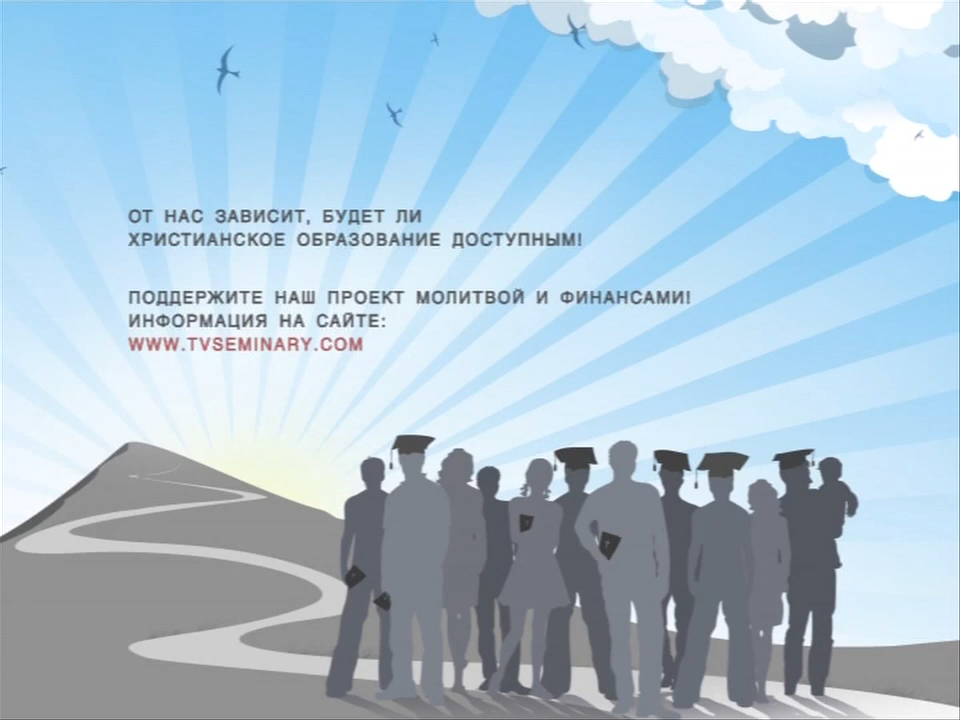 ОТ НАС ЗАВИСИТ, БУДЕТ ЛИ
ХРИСТИАНСКОЕ ОБРАЗОВАНИЕ ДОСТУПНЫМ!
ПОДДЕРЖИТЕ НАШ ПРОЕКТ МОЛИТВОЙ И ФИНАНСАМИ!
ИНФОРМАЦИЯ НА САЙТЕ:
WWW.TVSEMINARY.COM